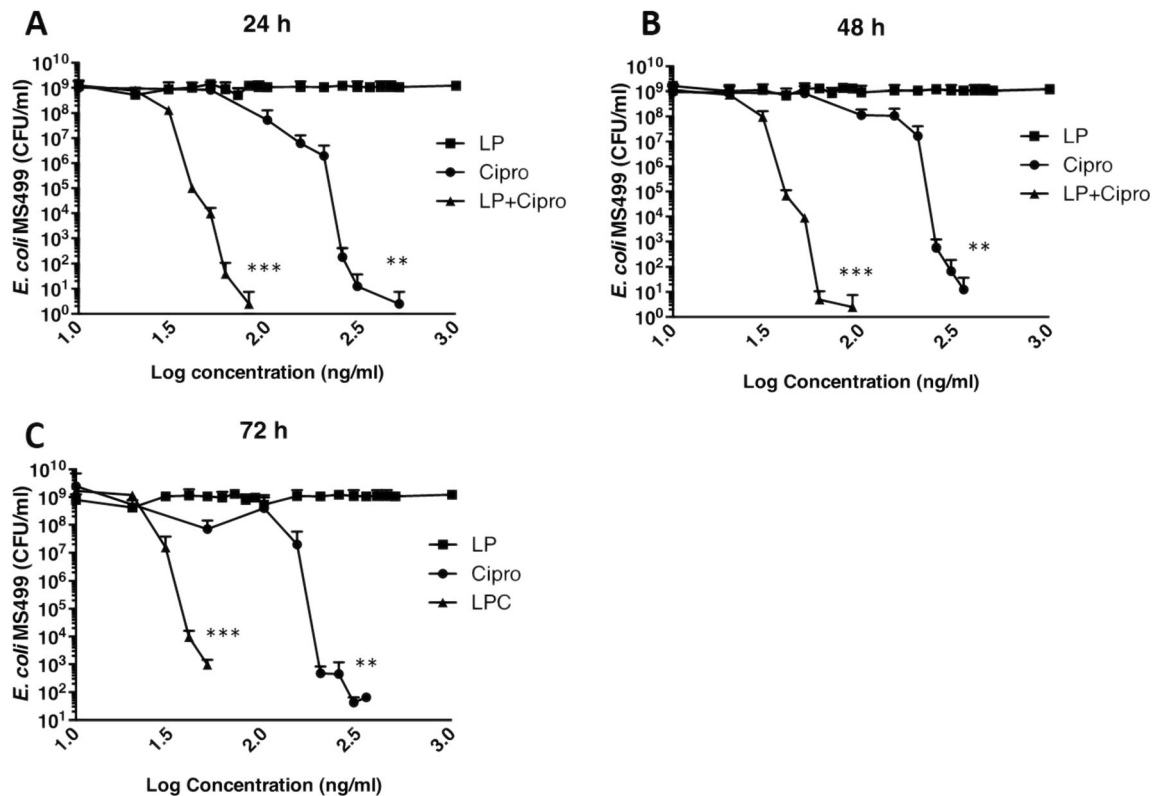 A
24 h
E. coli MS499 (CFU/ml)
10¹⁰
10⁹
10⁸
10⁷
10⁶
10⁵
10⁴
10³
10²
10¹
10⁰
1.0
1.5
2.0
2.5
3.0
Log concentration (ng/ml)
LP
Cipro
LP+Cipro
***
**
B
48 h
E. coli MS499 (CFU/ml)
10¹⁰
10⁹
10⁸
10⁷
10⁶
10⁵
10⁴
10³
10²
10¹
10⁰
1.0
1.5
2.0
2.5
3.0
Log Concentration (ng/ml)
LP
Cipro
LP+Cipro
***
**
C
72 h
E. coli MS499 (CFU/ml)
10¹⁰
10⁹
10⁸
10⁷
10⁶
10⁵
10⁴
10³
10²
10¹
1.0
1.5
2.0
2.5
3.0
Log Concentration (ng/ml)
LP
Cipro
LPC
***
**